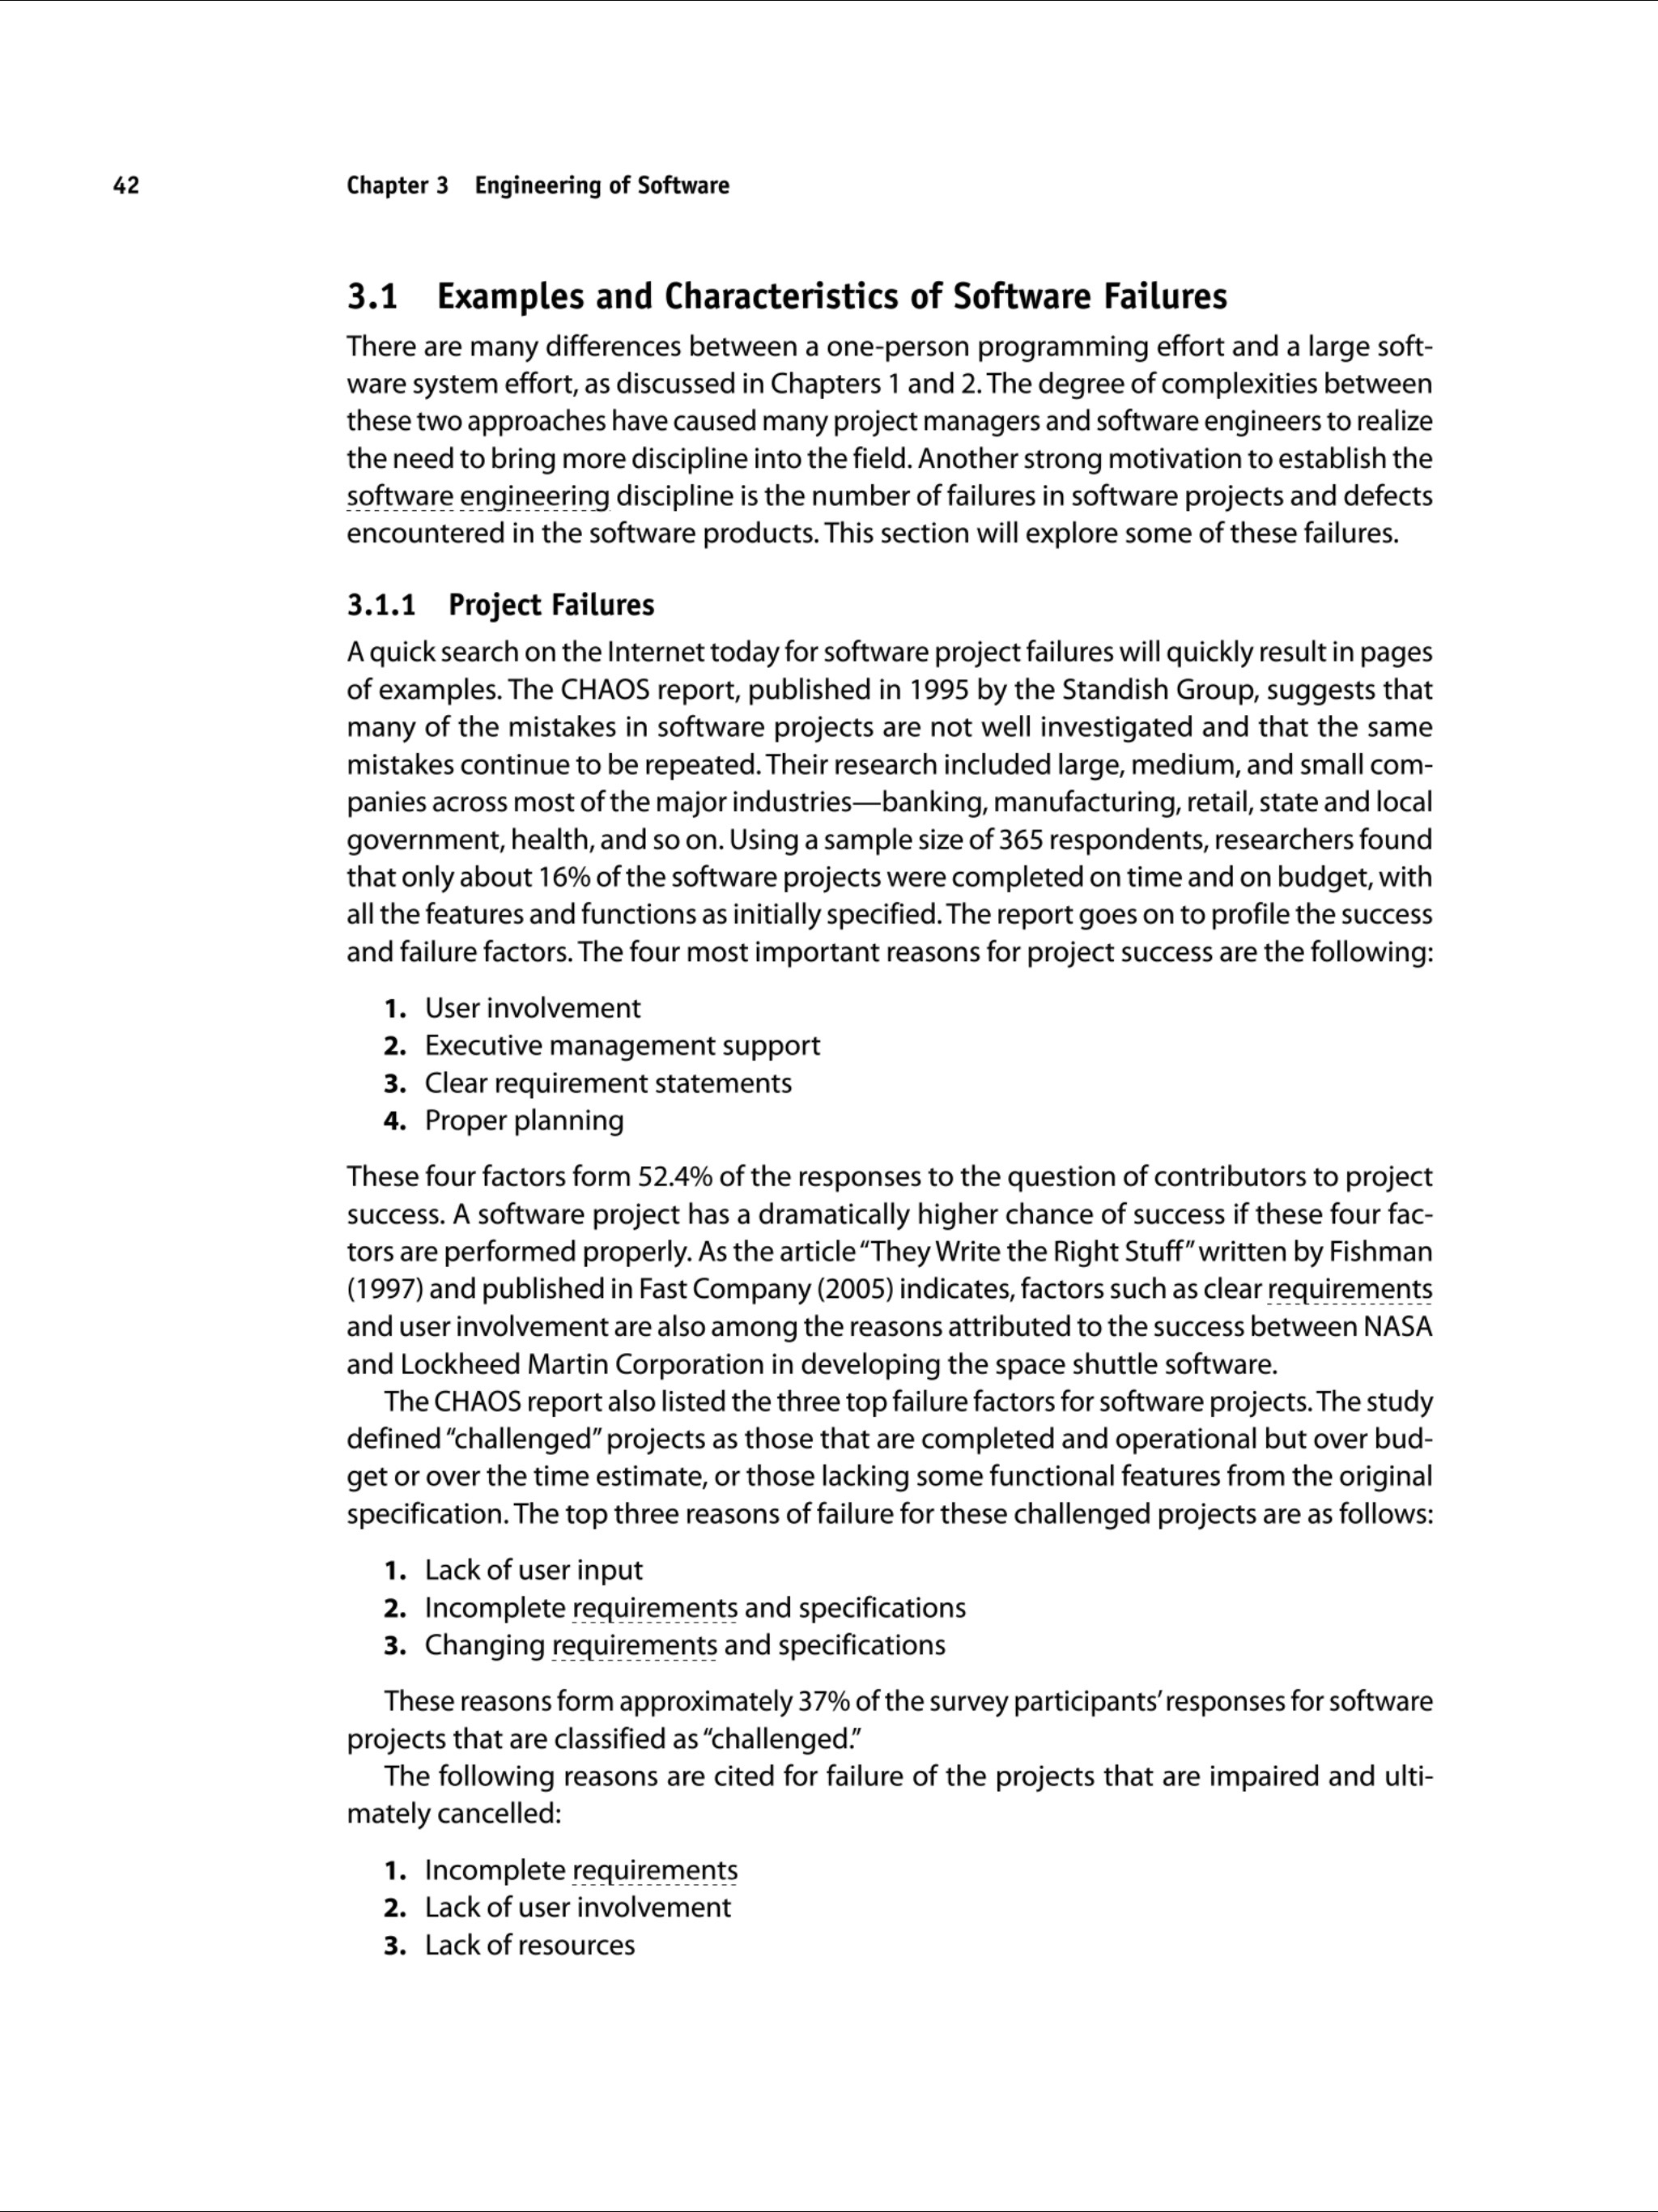 42 Chapter 3 Engineering of Software
3.1 Examples and Characteristics of Software Failures
There are many differences between a one-person programming effort and a large soft-
ware system effort, as discussed in Chapters 1 and 2. The degree of complexities between
these two approaches have caused many project managers and software engineers to realize
the need to bring more discipline into the field. Another strong motivation to establish the
software engineering discipline is the number of failures in software projects and defects
encountered in the software products. This section will explore some of these failures.
3.1.1 Project Failures
A quick search on the Internet today for software project failures will quickly result in pages
of examples. The CHAOS report, published in 1995 by the Standish Group, suggests that
many of the mistakes in software projects are not well investigated and that the same
mistakes continue to be repeated. Their research included large, medium, and small com-
panies across most of the major industries—banking, manufacturing, retail, state and local
government, health, and so on. Using a sample size of 365 respondents, researchers found
that only about 16% of the software projects were completed on time and on budget, with
all the features and functions as initially specified. The report goes on to profile the success
and failure factors. The four most important reasons for project success are the following:
1. User involvement
2. Executive management support
3. Clear requirement statements
4. Proper planning
These four factors form 52.4% of the responses to the question of contributors to project
success. A software project has a dramatically higher chance of success if these four fac-
tors are performed properly. As the article “They Write the Right Stuff” written by Fishman
(1997) and published in Fast Company (2005) indicates, factors such as clear requirements
and user involvement are also among the reasons attributed to the success between NASA
and Lockheed Martin Corporation in developing the space shuttle software.
The CHAOS report also listed the three top failure factors for software projects. The study
defined “challenged” projects as those that are completed and operational but over bud-
get or over the time estimate, or those lacking some functional features from the original
specification. The top three reasons of failure for these challenged projects are as follows:
1. Lack of user input
2. Incomplete requirements and specifications
3. Changing requirements and specifications
These reasons form approximately 37% of the survey participants’ responses for software
projects that are classified as “challenged.”
The following reasons are cited for failure of the projects that are impaired and ulti-
mately cancelled:
1. Incomplete requirements
2. Lack of user involvement
3. Lack of resources